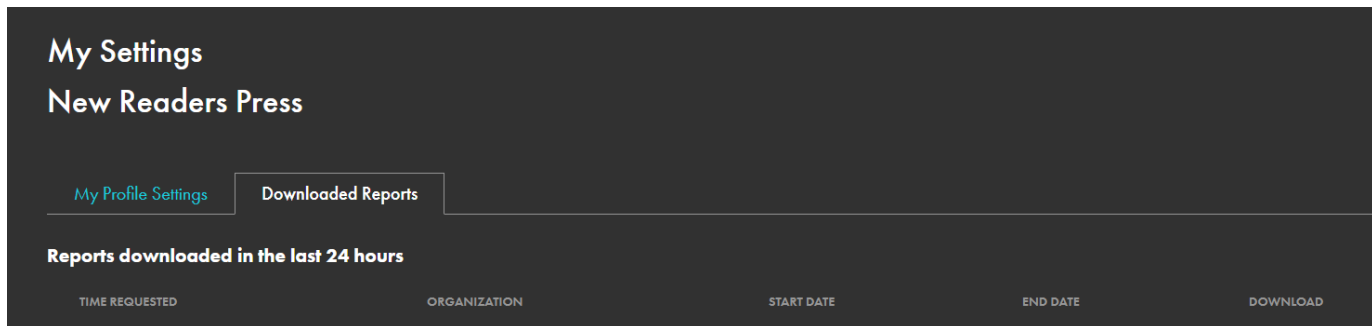 My Settings
New Readers Press
My Profile Settings Downloaded Reports
Reports downloaded in the last 24 hours
TIME REQUESTED ORGANIZATION START DATE END DATE DOWNLOAD